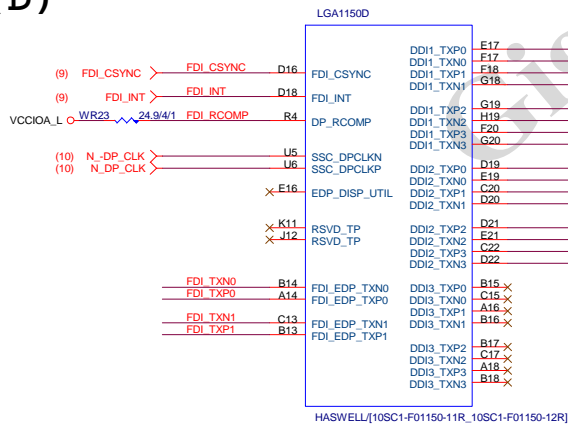 D)
LGA1150D
(9) FDI_CSYNC FDI_CSYNC D16 FDI_CSYNC
(9) FDI_INT FDI_INT D18 FDI_INT
VCCIOA_L WR23 24.9/4/1 FDI_RCOMP R4 DP_RCOMP
(10) N_-DP_CLK U5 SSC_DPCLKN
(10) N_DP_CLK U6 SSC_DPCLKP
E16 EDP_DISP_UTIL
K11 RSVD_TP
J12 RSVD_TP
FDI_TXN0 B14 FDI_EDP_TXN0
FDI_TXP0 A14 FDI_EDP_TXP0
FDI_TXN1 C13 FDI_EDP_TXN1
FDI_TXP1 B13 FDI_EDP_TXP1
DDI1_TXP0 E17
DDI1_TXN0 F17
DDI1_TXP1 F18
DDI1_TXN1 G18
DDI1_TXP2 G19
DDI1_TXN2 H19
DDI1_TXP3 F20
DDI1_TXN3 G20
DDI2_TXP0 D19
DDI2_TXN0 E19
DDI2_TXP1 C20
DDI2_TXN1 D20
DDI2_TXP2 D21
DDI2_TXN2 E21
DDI2_TXP3 C22
DDI2_TXN3 D22
DDI3_TXP0 B15
DDI3_TXN0 C15
DDI3_TXP1 A16
DDI3_TXN1 B16
DDI3_TXP2 B17
DDI3_TXN2 C17
DDI3_TXP3 A18
DDI3_TXN3 B18
HASWELL/[10SC1-F01150-11R_10SC1-F01150-12R]